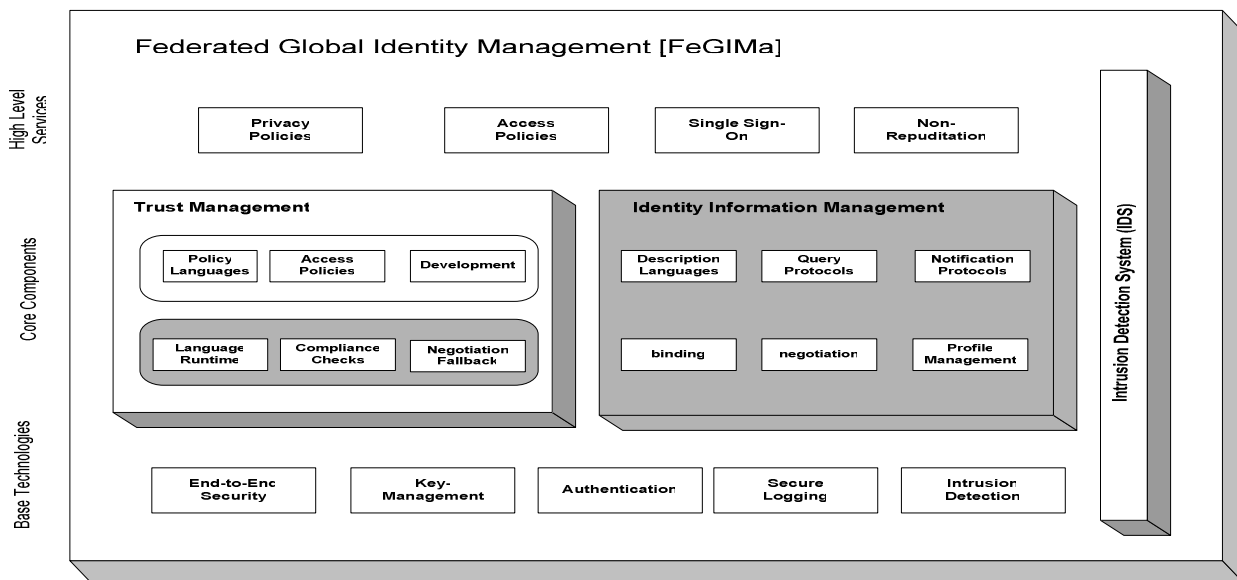 Federated Global Identity Management [FeGIMa]
High Level
Services
Privacy
Policies
Access
Policies
Single Sign-
On
Non-
Repuditation
Core Components
Trust Management
Policy
Languages
Access
Policies
Development
Language
Runtime
Compliance
Checks
Negotiation
Fallback
Identity Information Management
Description
Languages
Query
Protocols
Notification
Protocols
binding
negotiation
Profile
Management
Base Technologies
End-to-End
Security
Key-
Management
Authentication
Secure
Logging
Intrusion
Detection
Intrusion Detection System (IDS)